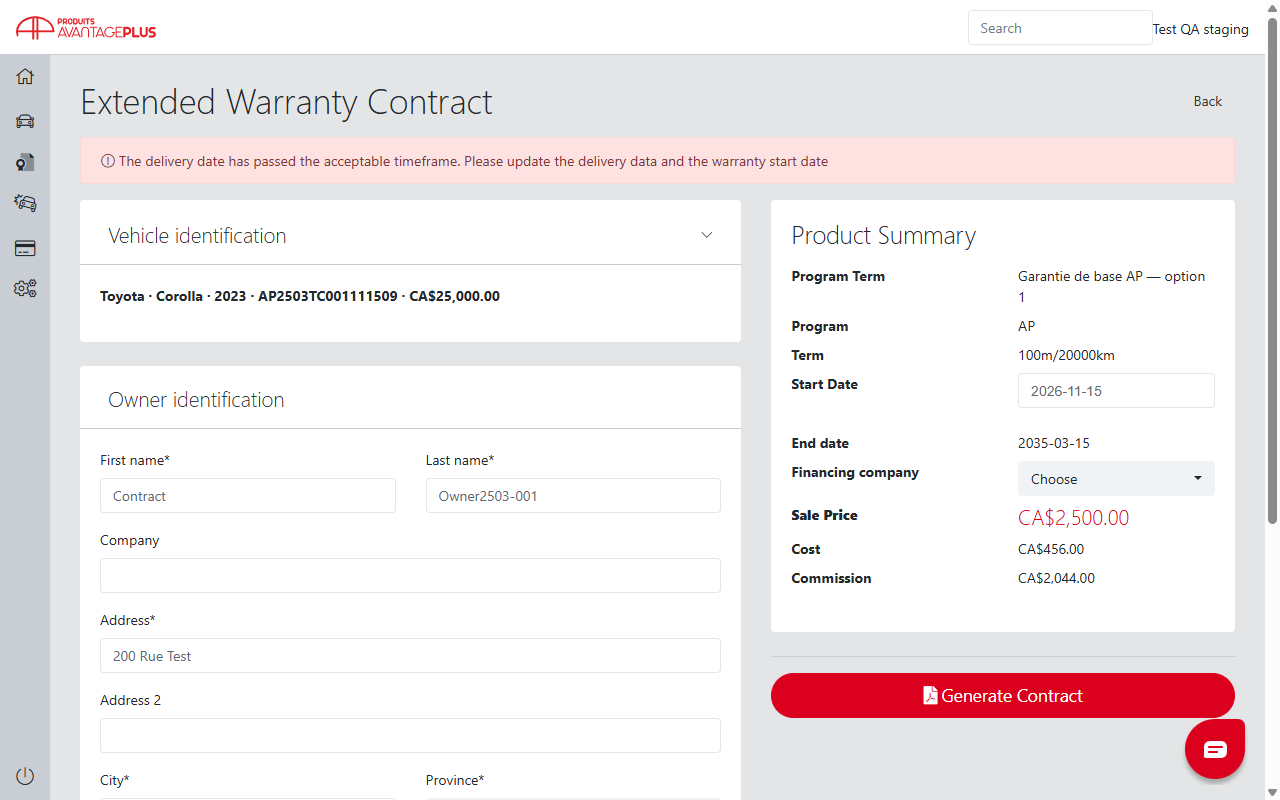 PRODUITS
AVANTAGEPLUS
Search
Test QA staging
Extended Warranty Contract
Back
The delivery date has passed the acceptable timeframe. Please update the delivery data and the warranty start date
Vehicle identification
Toyota · Corolla · 2023 · AP2503TC001111509 · CA$25,000.00
Owner identification
First name*
Last name*
Contract
Owner2503-001
Company
Address*
200 Rue Test
Address 2
City*
Province*
Product Summary
Program Term
Garantie de base AP — option
1
Program
AP
Term
100m/20000km
Start Date
2026-11-15
End date
2035-03-15
Financing company
Choose
Sale Price
CA$2,500.00
Cost
CA$456.00
Commission
CA$2,044.00
Generate Contract